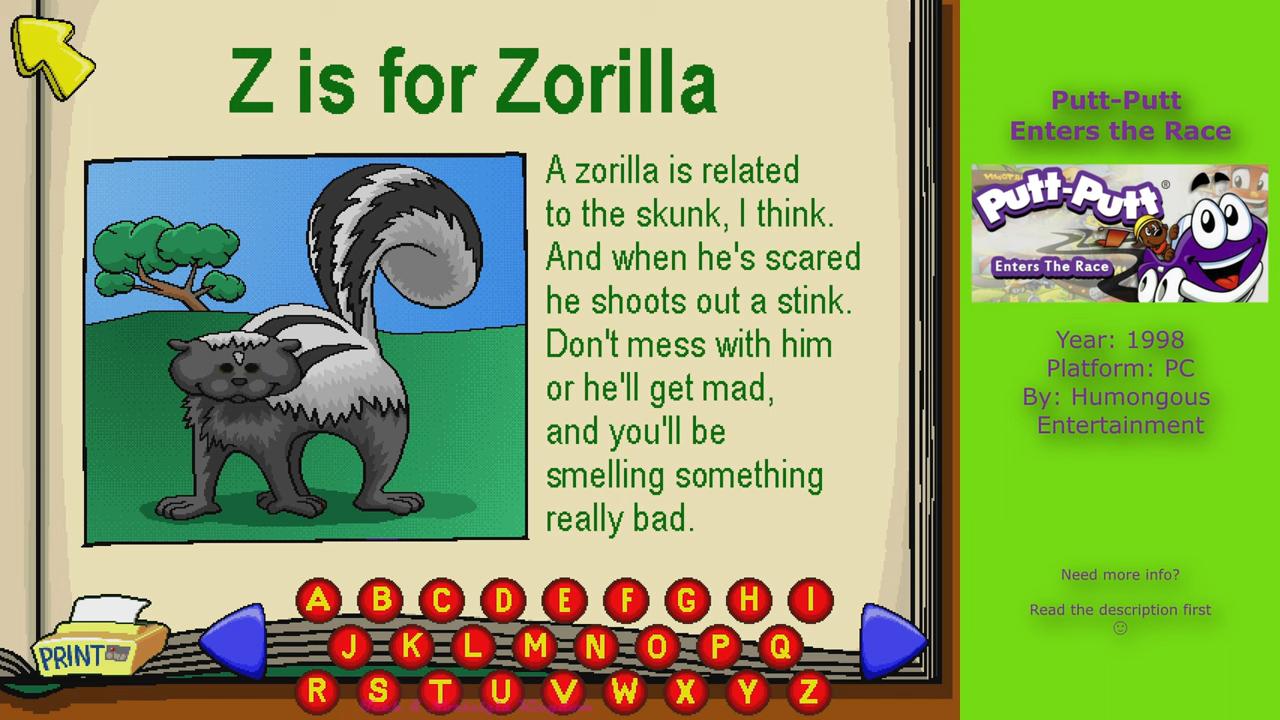 Z is for Zorilla
A zorilla is related
to the skunk, I think.
And when he's scared
he shoots out a stink.
Don't mess with him
or he'll get mad,
and you'll be
smelling something
really bad.
PRINT
A B C D E F G H I
J K L M N O P Q
R S T U V W X Y Z
Putt-Putt
Enters the Race
Putt-Putt®
Enters The Race
Year: 1998
Platform: PC
By: Humongous
Entertainment
Need more info?
Read the description first